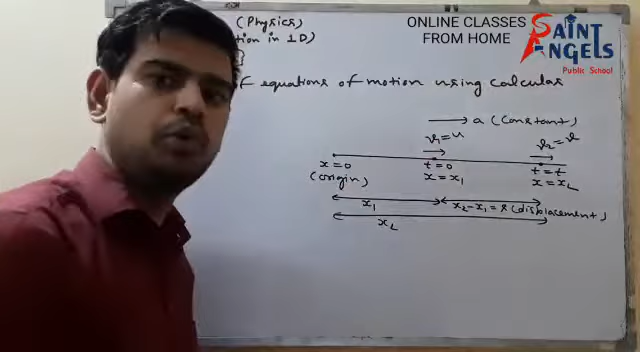 (Physics)
ONLINE CLASSES
FROM HOME
SAINT
ANGELS
Public School
tion in 1D)
f equations of motion using calculas
a (constant)
v₁=u
v₂=v
x=0
t=0
t=t
(origin)
x=x₁
x=x₂
x₁
x₂-x₁=s (displacement)
x₂